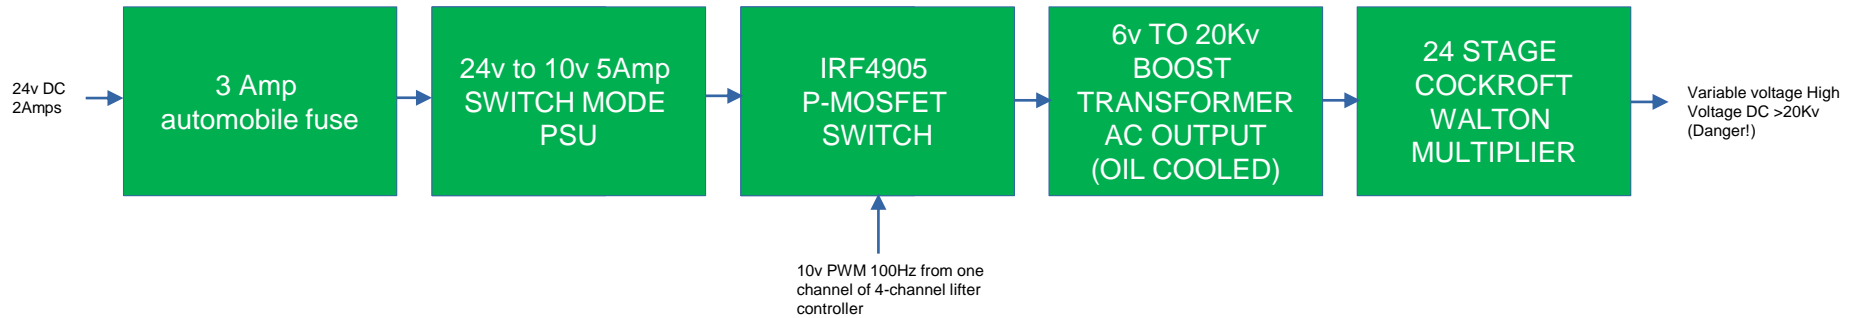 24v DC
2Amps
3 Amp
automobile fuse
24v to 10v 5Amp
SWITCH MODE
PSU
IRF4905
P-MOSFET
SWITCH
10v PWM 100Hz from one
channel of 4-channel lifter
controller
6v TO 20Kv
BOOST
TRANSFORMER
AC OUTPUT
(OIL COOLED)
24 STAGE
COCKROFT
WALTON
MULTIPLIER
Variable voltage High
Voltage DC >20Kv
(Danger!)